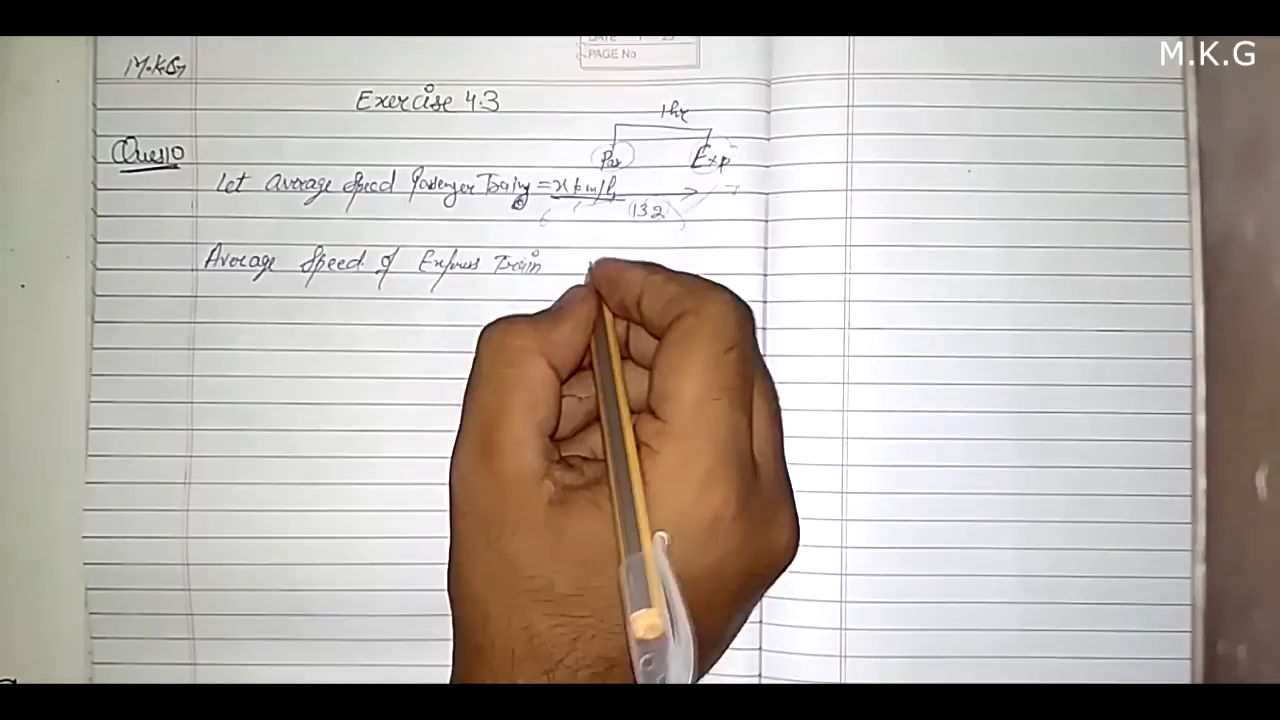 M.K.G
PAGE No
M.KG
Exercise 4.3
1hr
Ques10
Pas Exp
Let Average Speed Passenger Train = x km/h
132
Average Speed of Express Train